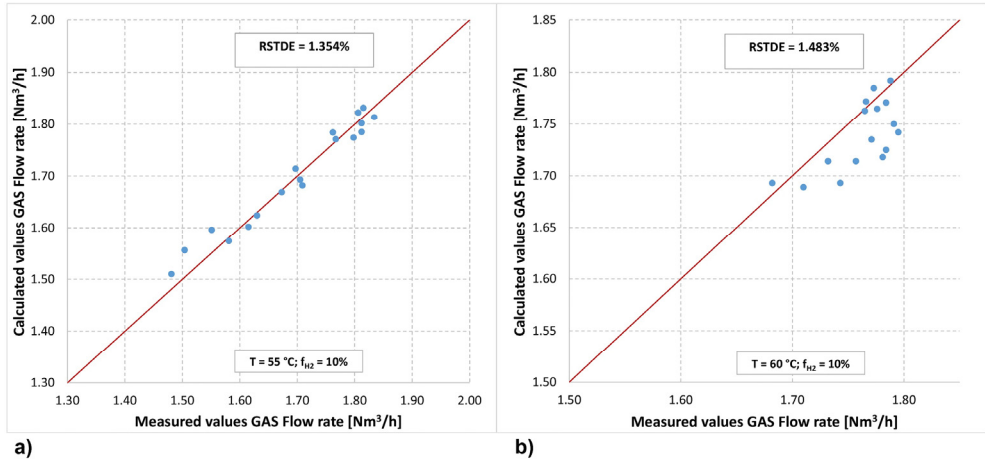 2.00
1.90
1.80
1.70
1.60
1.50
1.40
1.30
Calculated values GAS Flow rate [Nm³/h]
RSTDE = 1.354%
T = 55 °C; fH2 = 10%
1.30 1.40 1.50 1.60 1.70 1.80 1.90 2.00
Measured values GAS Flow rate [Nm³/h]
a)
1.85
1.80
1.75
1.70
1.65
1.60
1.55
1.50
Calculated values GAS Flow rate [Nm³/h]
RSTDE = 1.483%
T = 60 °C; fH2 = 10%
1.50 1.60 1.70 1.80
Measured values GAS Flow rate [Nm³/h]
b)